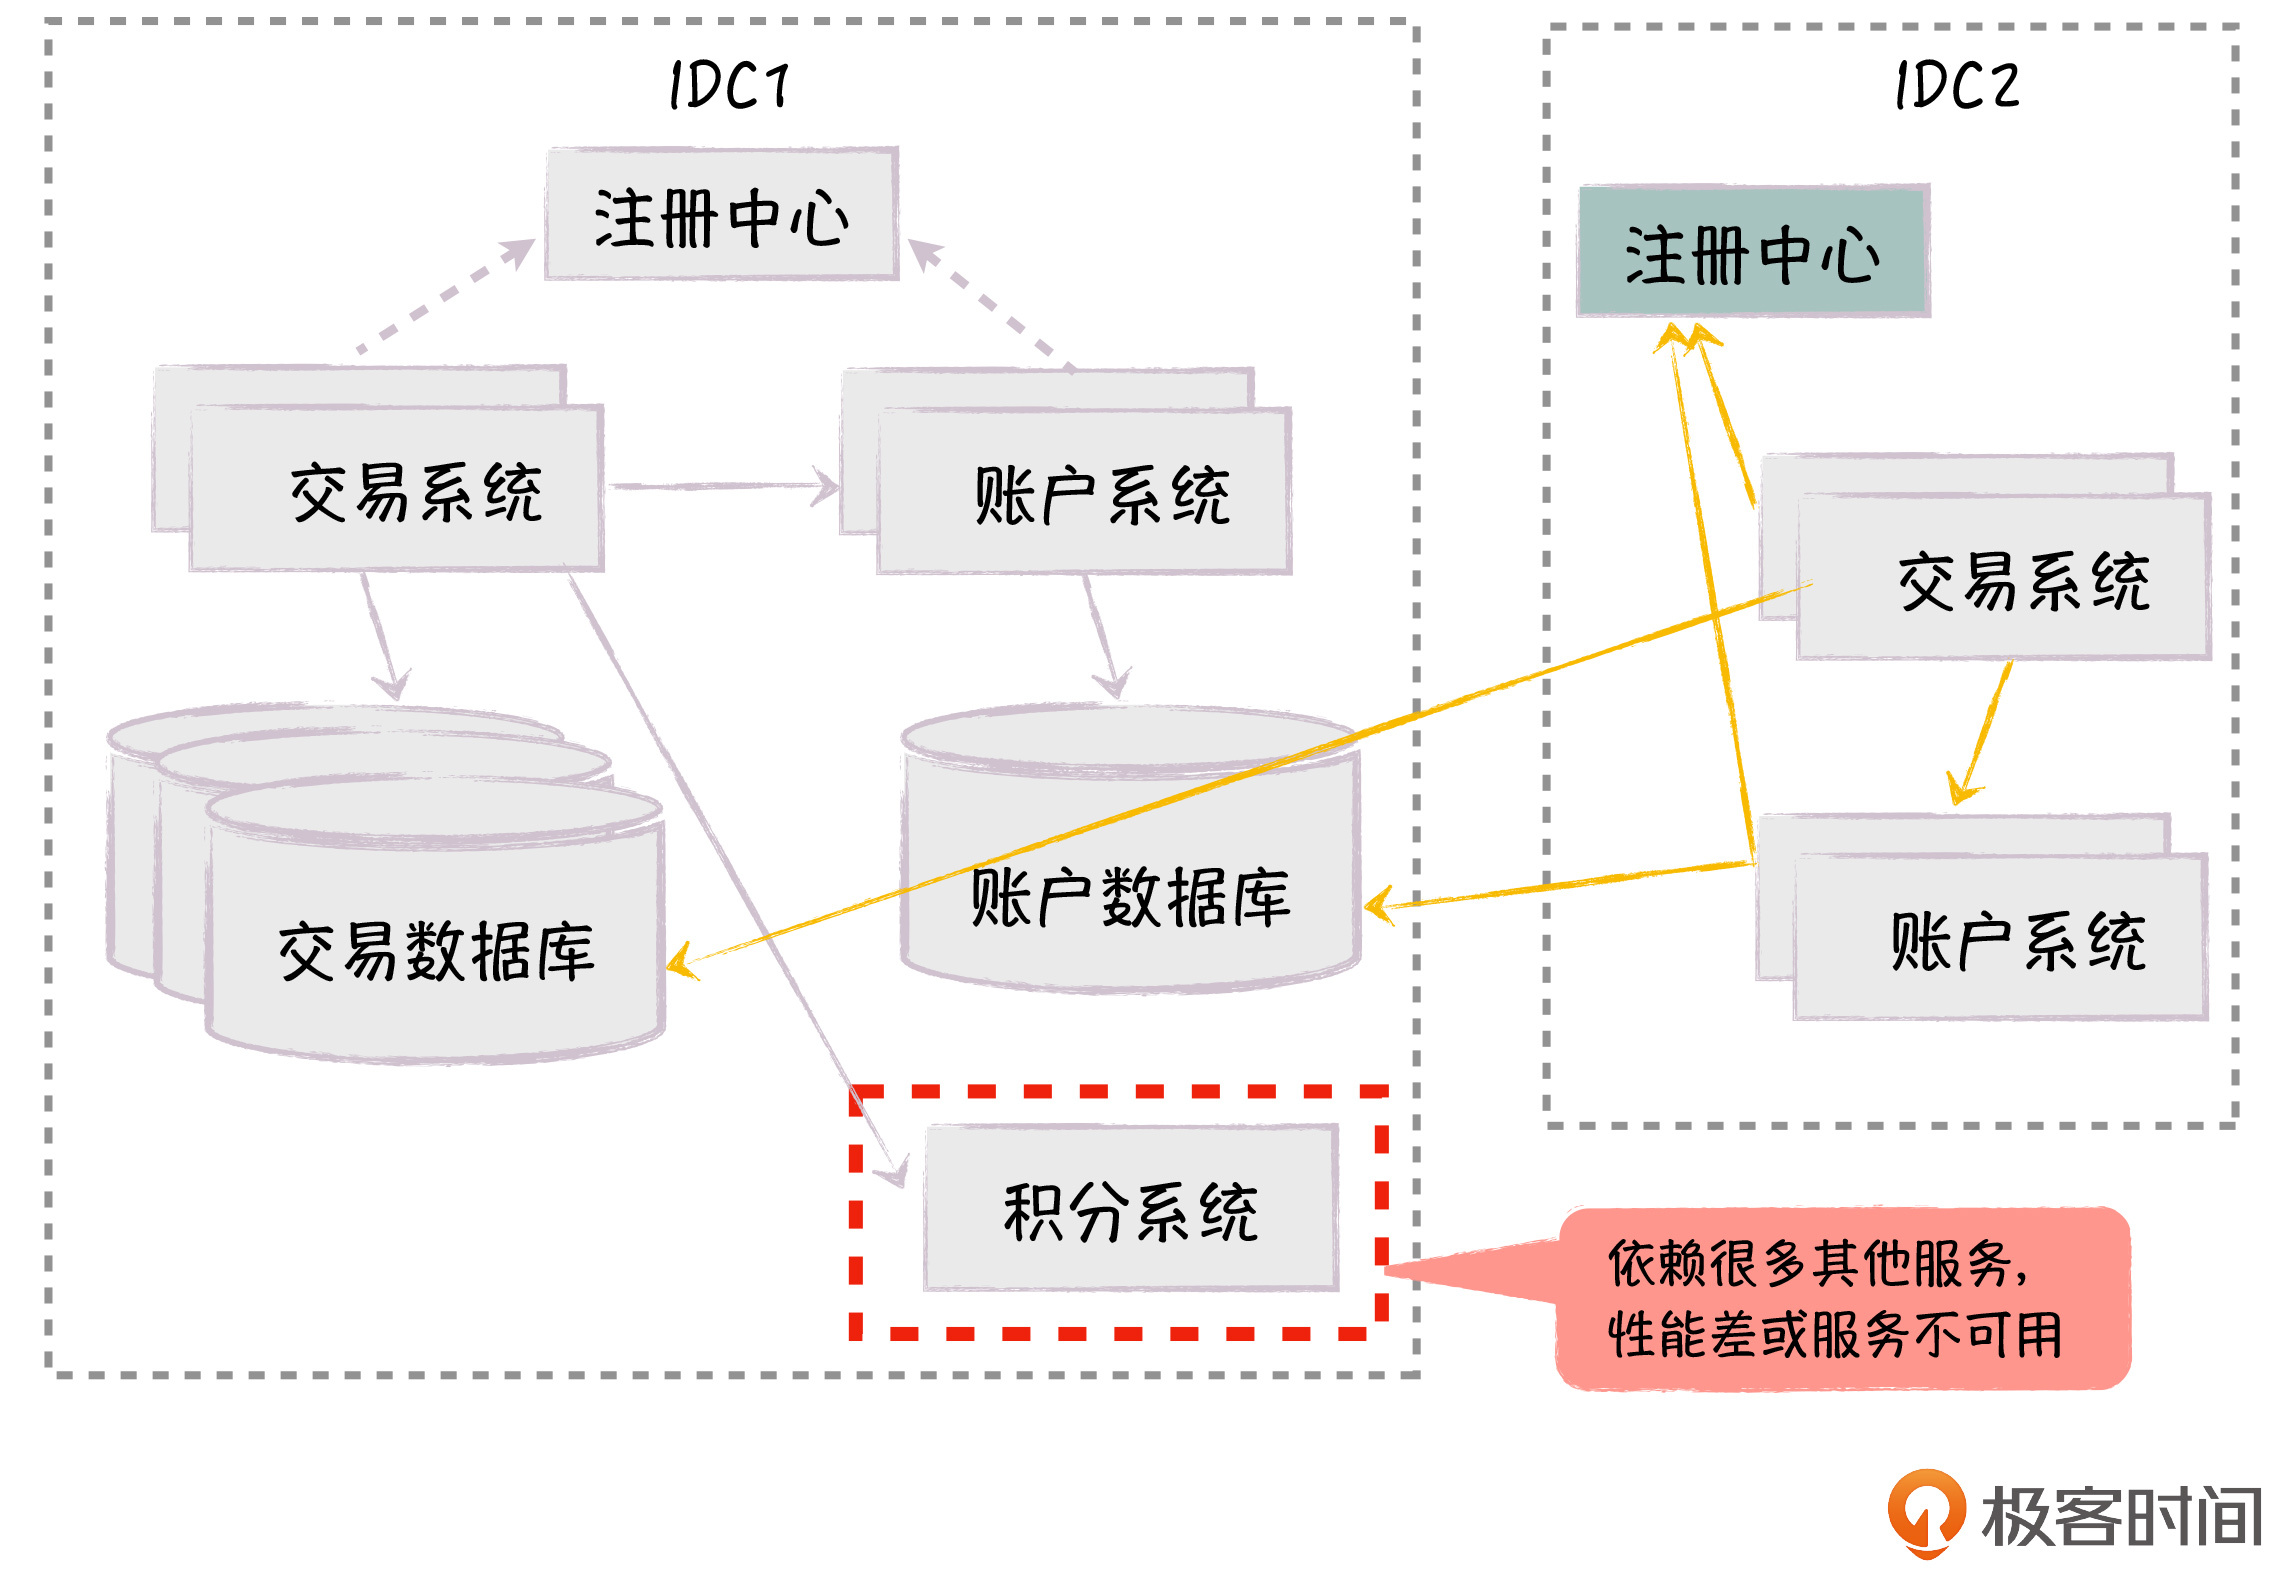 IDC1
IDC2
注册中心
注册中心
交易系统
账户系统
交易系统
账户数据库
交易数据库
账户系统
积分系统
依赖很多其他服务,
性能差或服务不可用
极客时间